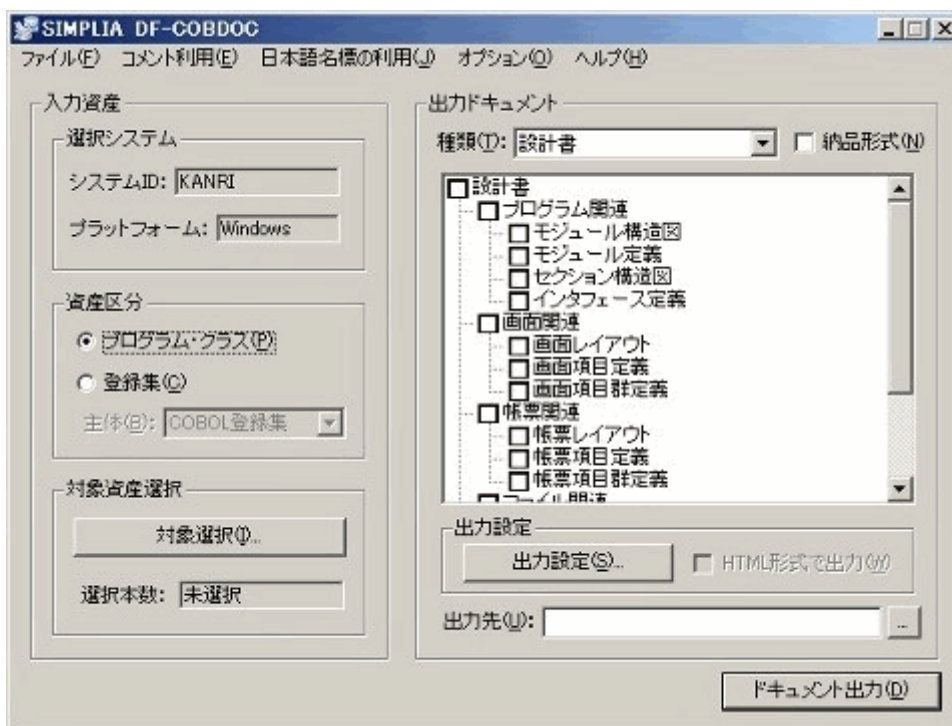 SIMPLIA DF-COBDOC
ファイル(F) コメント利用(E) 日本語名標の利用(J) オプション(O) ヘルプ(H)
入力資産
選択システム
システムID: KANRI
プラットフォーム: Windows
資産区分
プログラム・クラス(P)
登録集(C)
主体(B): COBOL登録集
対象資産選択
対象選択(I)...
選択本数: 未選択
出力ドキュメント
種類(T): 設計書 納品形式(N)
設計書
プログラム関連
モジュール構造図
モジュール定義
セクション構造図
インタフェース定義
画面関連
画面レイアウト
画面項目定義
画面項目群定義
帳票関連
帳票レイアウト
帳票項目定義
帳票項目群定義
ファイル関連
出力設定
出力設定(S)... HTML形式で出力(W)
出力先(U): ...
ドキュメント出力(D)